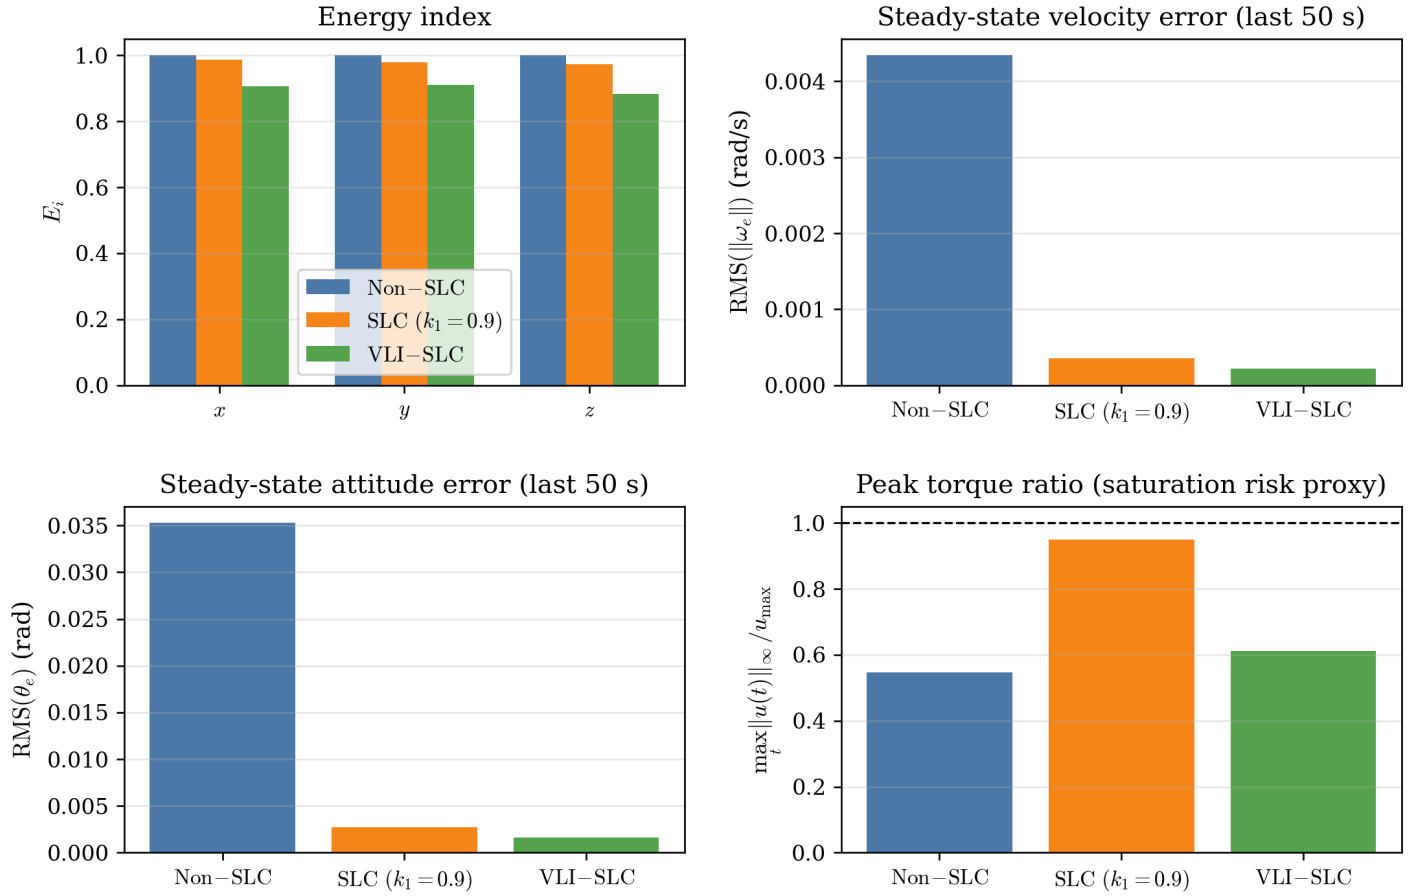 Energy index
E_i
1.0
0.8
0.6
0.4
0.2
0.0
Non−SLC
SLC (k₁ = 0.9)
VLI−SLC
x
y
z
Steady-state velocity error (last 50 s)
RMS(||ω_e||) (rad/s)
0.004
0.003
0.002
0.001
0.000
Non−SLC
SLC (k₁ = 0.9)
VLI−SLC
Steady-state attitude error (last 50 s)
RMS(θ_e) (rad)
0.035
0.030
0.025
0.020
0.015
0.010
0.005
0.000
Non−SLC
SLC (k₁ = 0.9)
VLI−SLC
Peak torque ratio (saturation risk proxy)
max_t ||u(t)||_∞ / u_max
1.0
0.8
0.6
0.4
0.2
0.0
Non−SLC
SLC (k₁ = 0.9)
VLI−SLC